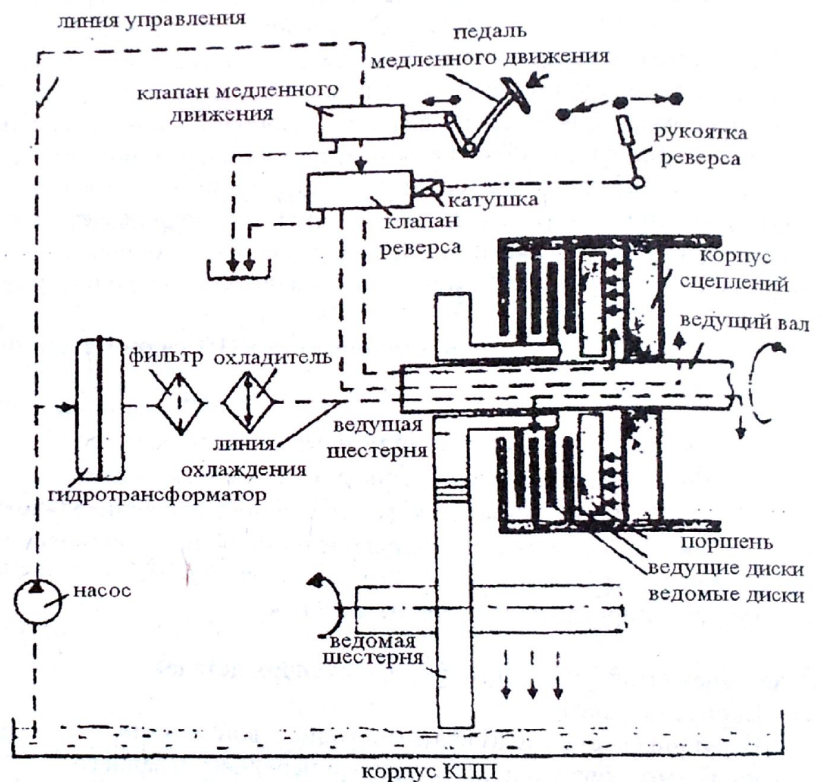 линия управления
педаль
медленного движения
клапан медленного
движения
рукоятка
реверса
катушка
клапан
реверса
корпус
сцеплений
ведущий вал
фильтр
охладитель
ведущая
шестерня
линия
охлаждения
гидротрансформатор
поршень
ведущие диски
ведомые диски
насос
ведомая
шестерня
корпус КПП